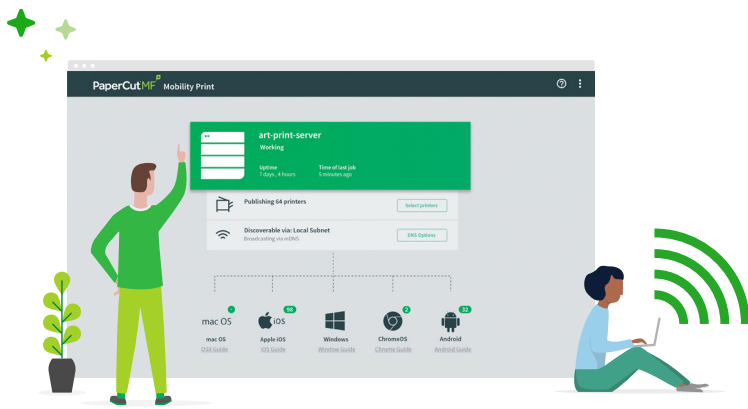 PaperCutMF Mobility Print
art-print-server
Working
Uptime Time of last job
7 days , 4 hours 5 minutes ago
Publishing 64 printers
Select printers
Discoverable via: Local Subnet
Broadcasting via mDNS
DNS Options
98 2 32
mac OS iOS
mac OS Apple iOS Windows ChromeOS Android
OSX Guide iOS Guide Window Guide Chrome Guide Android Guide